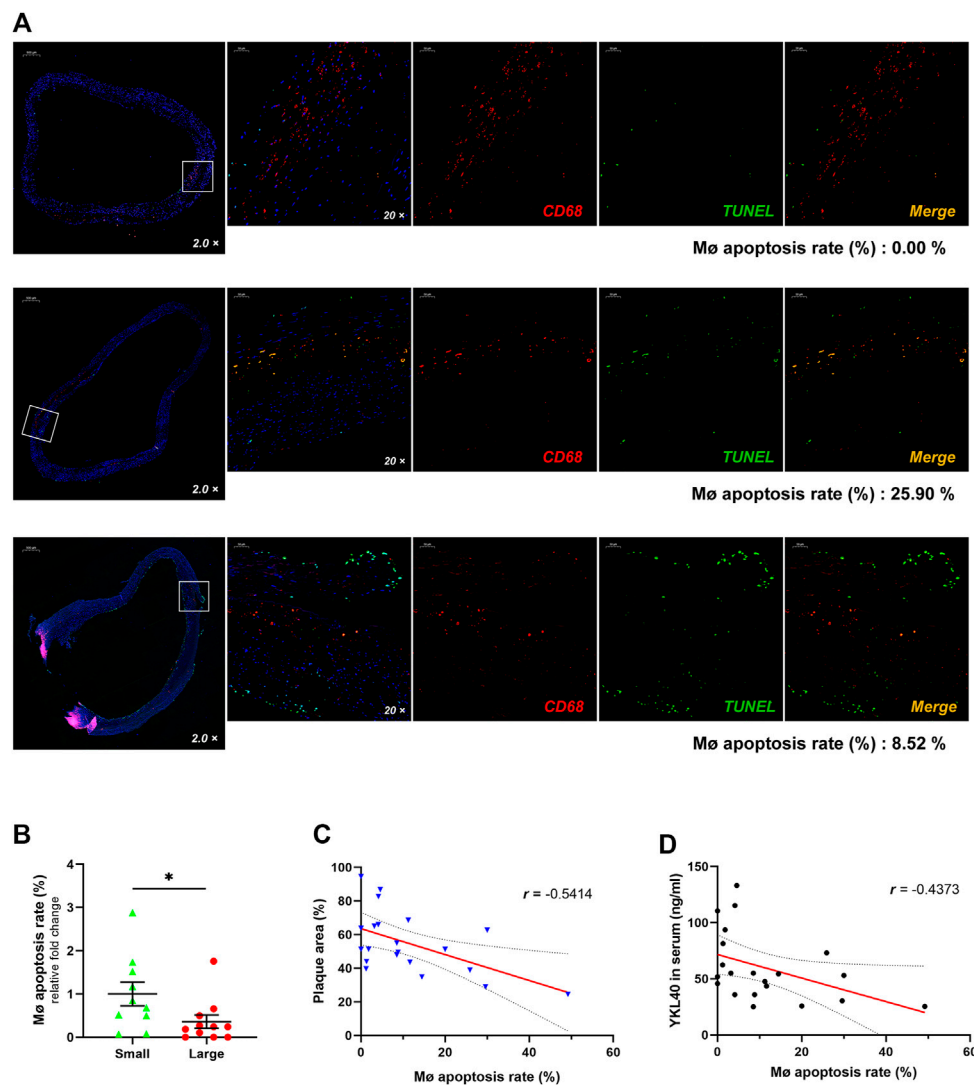 A
2.0 ×
20 ×
CD68
TUNEL
Merge
Mø apoptosis rate (%) : 0.00 %
2.0 ×
20 ×
CD68
TUNEL
Merge
Mø apoptosis rate (%) : 25.90 %
2.0 ×
20 ×
CD68
TUNEL
Merge
Mø apoptosis rate (%) : 8.52 %
B
Mø apoptosis rate (%)
relative fold change
4
3
2
1
0
*
Small
Large
C
Plaque area (%)
100
80
60
40
20
0
r = -0.5414
0
20
40
60
Mø apoptosis rate (%)
D
YKL40 in serum (ng/ml)
150
100
50
0
r = -0.4373
0
20
40
60
Mø apoptosis rate (%)